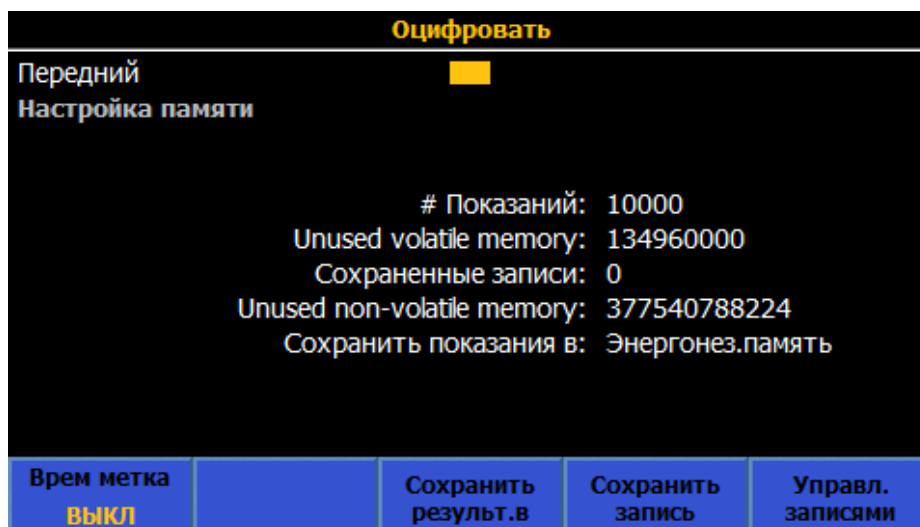 Оцифровать
Передний
Настройка памяти
# Показаний: 10000
Unused volatile memory: 134960000
Сохраненные записи: 0
Unused non-volatile memory: 377540788224
Сохранить показания в: Энергонез.память
Врем метка
ВЫКЛ
Сохранить
результ.в
Сохранить
запись
Управл.
записями